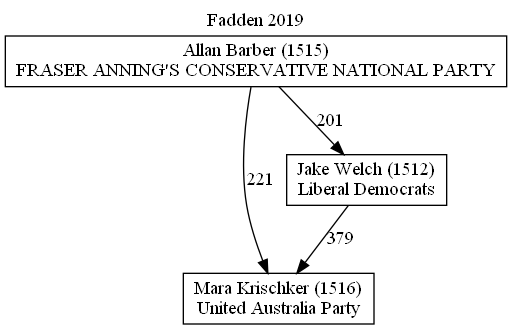 Fadden 2019
Allan Barber (1515)
FRASER ANNING'S CONSERVATIVE NATIONAL PARTY
201
Jake Welch (1512)
Liberal Democrats
221
379
Mara Krischker (1516)
United Australia Party